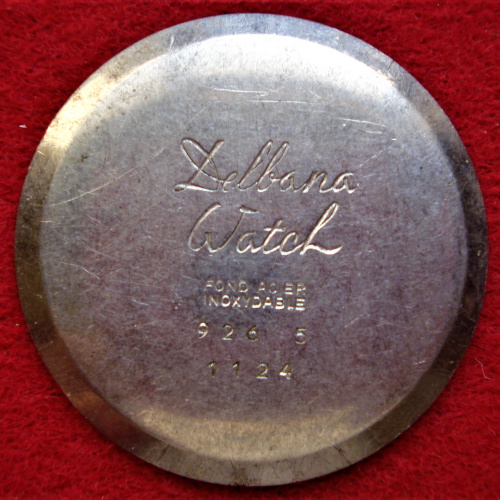 Delbana
Watch
FOND ACIER
INOXYDABLE
926 5
1124